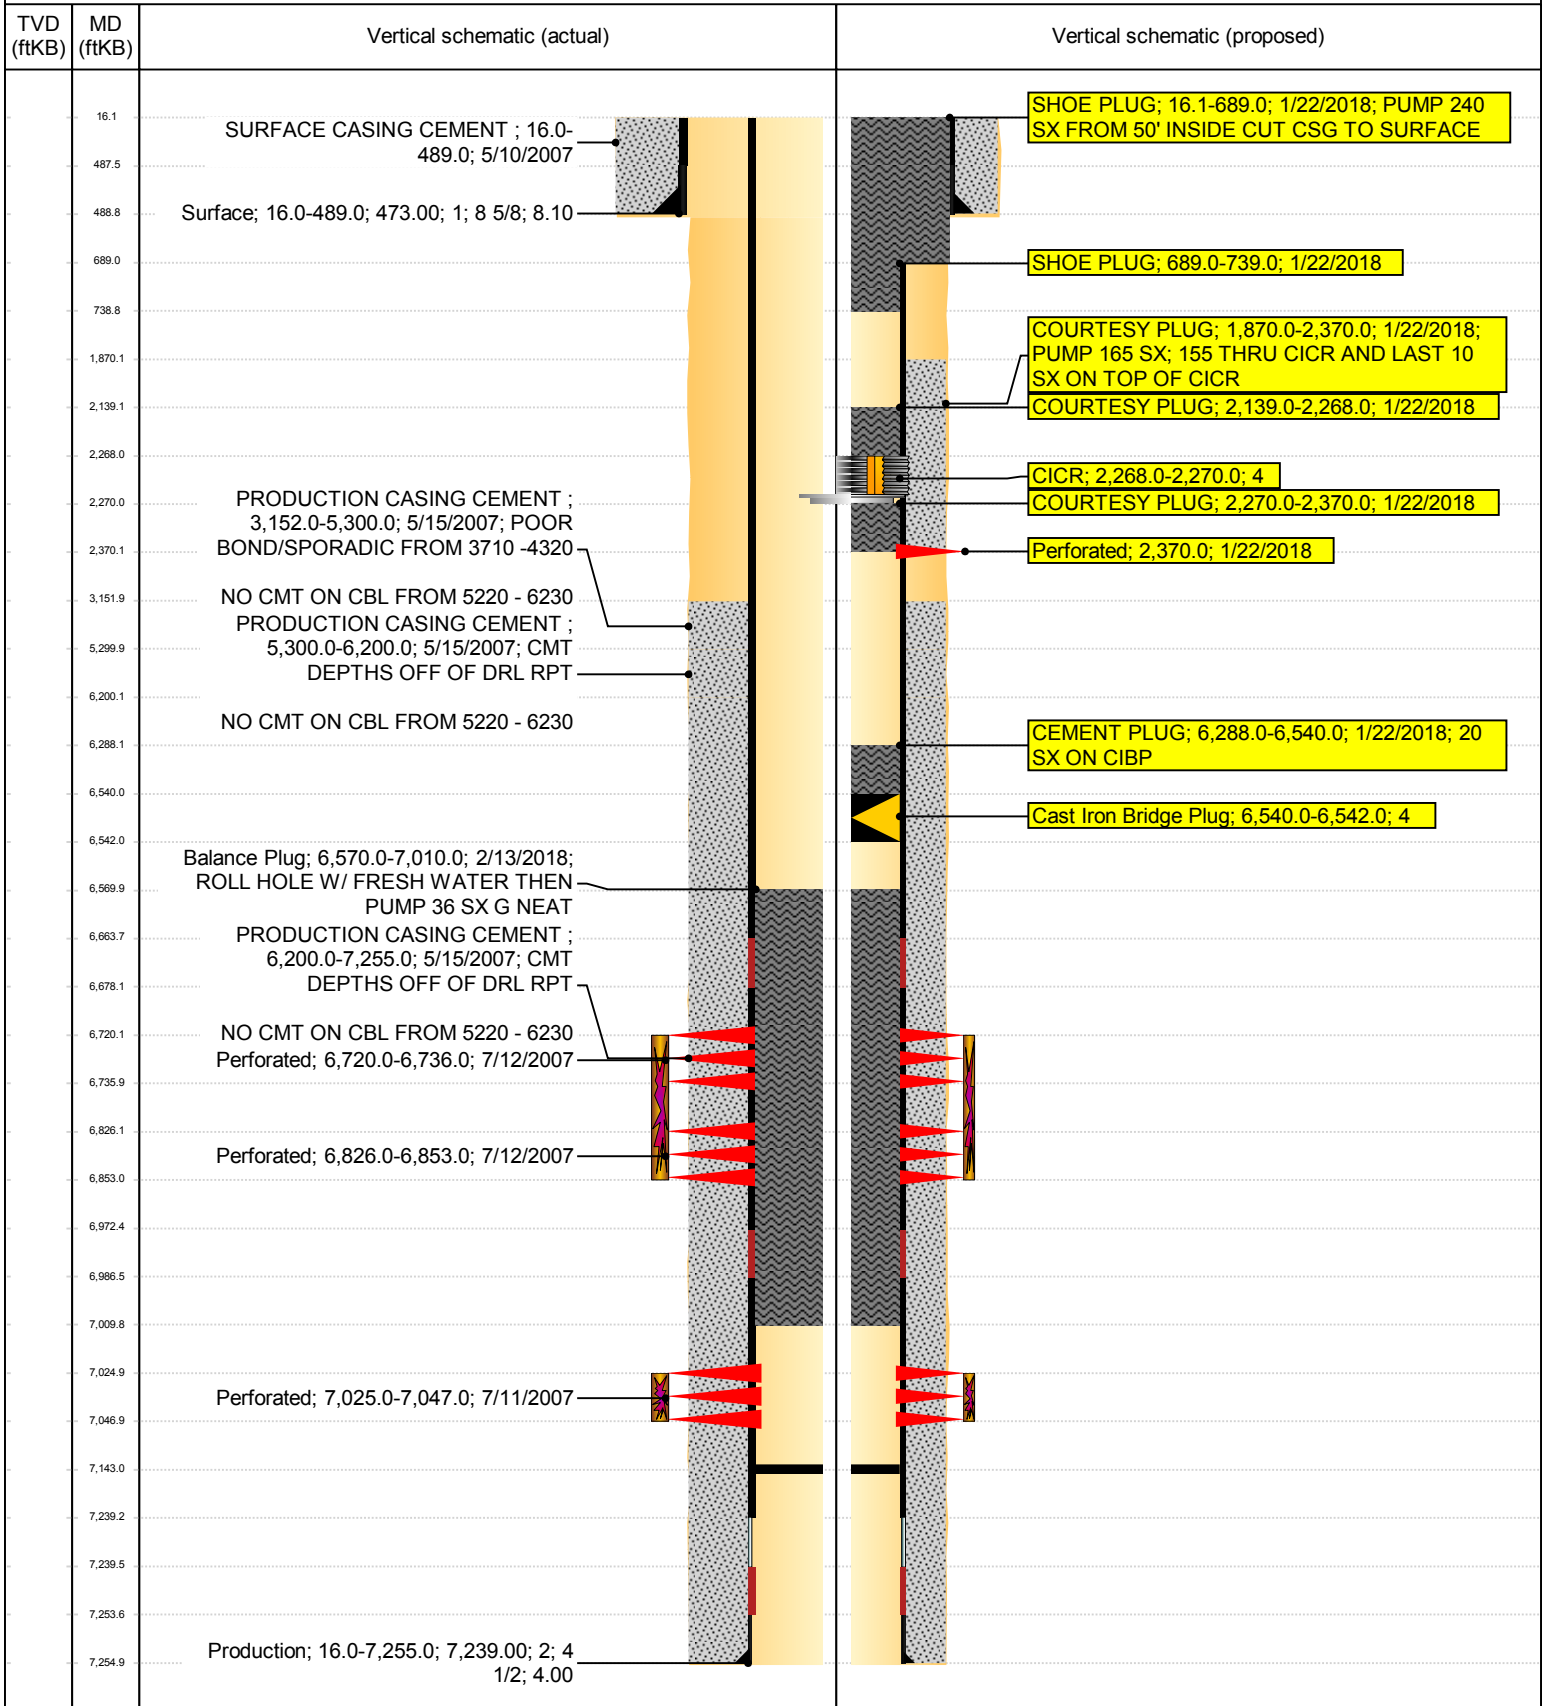 TVD
(ftKB)
MD
(ftKB)
Vertical schematic (actual)
Vertical schematic (proposed)
16.1
487.5
488.8
689.0
738.8
1,870.1
2,139.1
2,268.0
2,270.0
2,370.1
3,151.9
5,299.9
6,200.1
6,288.1
6,540.0
6,542.0
6,569.9
6,663.7
6,678.1
6,720.1
6,735.9
6,826.1
6,853.0
6,972.4
6,986.5
7,009.8
7,024.9
7,046.9
7,143.0
7,239.2
7,239.5
7,253.6
7,254.9
SURFACE CASING CEMENT ; 16.0-
489.0; 5/10/2007
Surface; 16.0-489.0; 473.00; 1; 8 5/8; 8.10
PRODUCTION CASING CEMENT ;
3,152.0-5,300.0; 5/15/2007; POOR
BOND/SPORADIC FROM 3710 -4320
NO CMT ON CBL FROM 5220 - 6230
PRODUCTION CASING CEMENT ;
5,300.0-6,200.0; 5/15/2007; CMT
DEPTHS OFF OF DRL RPT
NO CMT ON CBL FROM 5220 - 6230
Balance Plug; 6,570.0-7,010.0; 2/13/2018;
ROLL HOLE W/ FRESH WATER THEN
PUMP 36 SX G NEAT
PRODUCTION CASING CEMENT ;
6,200.0-7,255.0; 5/15/2007; CMT
DEPTHS OFF OF DRL RPT
NO CMT ON CBL FROM 5220 - 6230
Perforated; 6,720.0-6,736.0; 7/12/2007
Perforated; 6,826.0-6,853.0; 7/12/2007
Perforated; 7,025.0-7,047.0; 7/11/2007
Production; 16.0-7,255.0; 7,239.00; 2; 4
1/2; 4.00
SHOE PLUG; 16.1-689.0; 1/22/2018; PUMP 240
SX FROM 50' INSIDE CUT CSG TO SURFACE
SHOE PLUG; 689.0-739.0; 1/22/2018
COURTESY PLUG; 1,870.0-2,370.0; 1/22/2018;
PUMP 165 SX; 155 THRU CICR AND LAST 10
SX ON TOP OF CICR
COURTESY PLUG; 2,139.0-2,268.0; 1/22/2018
CICR; 2,268.0-2,270.0; 4
COURTESY PLUG; 2,270.0-2,370.0; 1/22/2018
Perforated; 2,370.0; 1/22/2018
CEMENT PLUG; 6,288.0-6,540.0; 1/22/2018; 20
SX ON CIBP
Cast Iron Bridge Plug; 6,540.0-6,542.0; 4